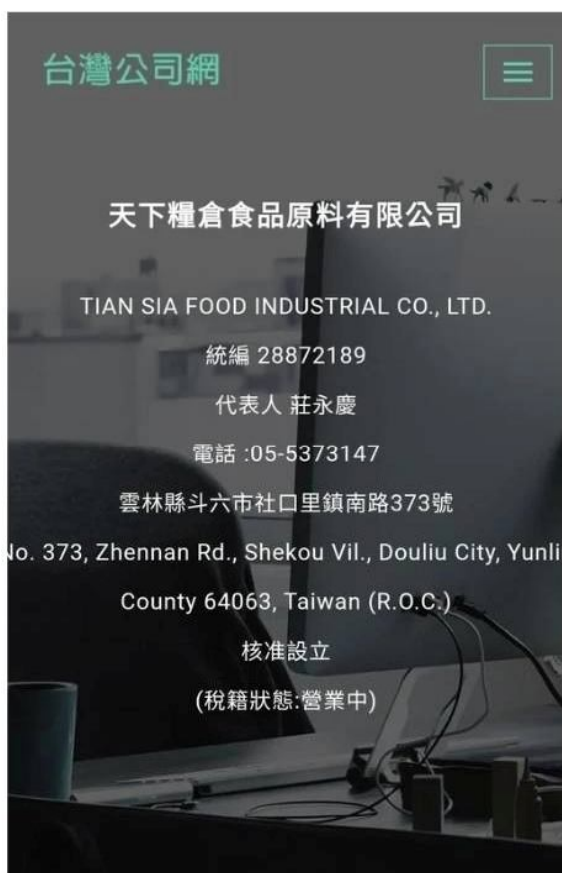 台灣公司網
天下糧倉食品原料有限公司
TIAN SIA FOOD INDUSTRIAL CO., LTD.
統編 28872189
代表人 莊永慶
電話 :05-5373147
雲林縣斗六市社口里鎮南路373號
No. 373, Zhennan Rd., Shekou Vil., Douliu City, Yunli
County 64063, Taiwan (R.O.C.)
核准設立
(稅籍狀態:營業中)